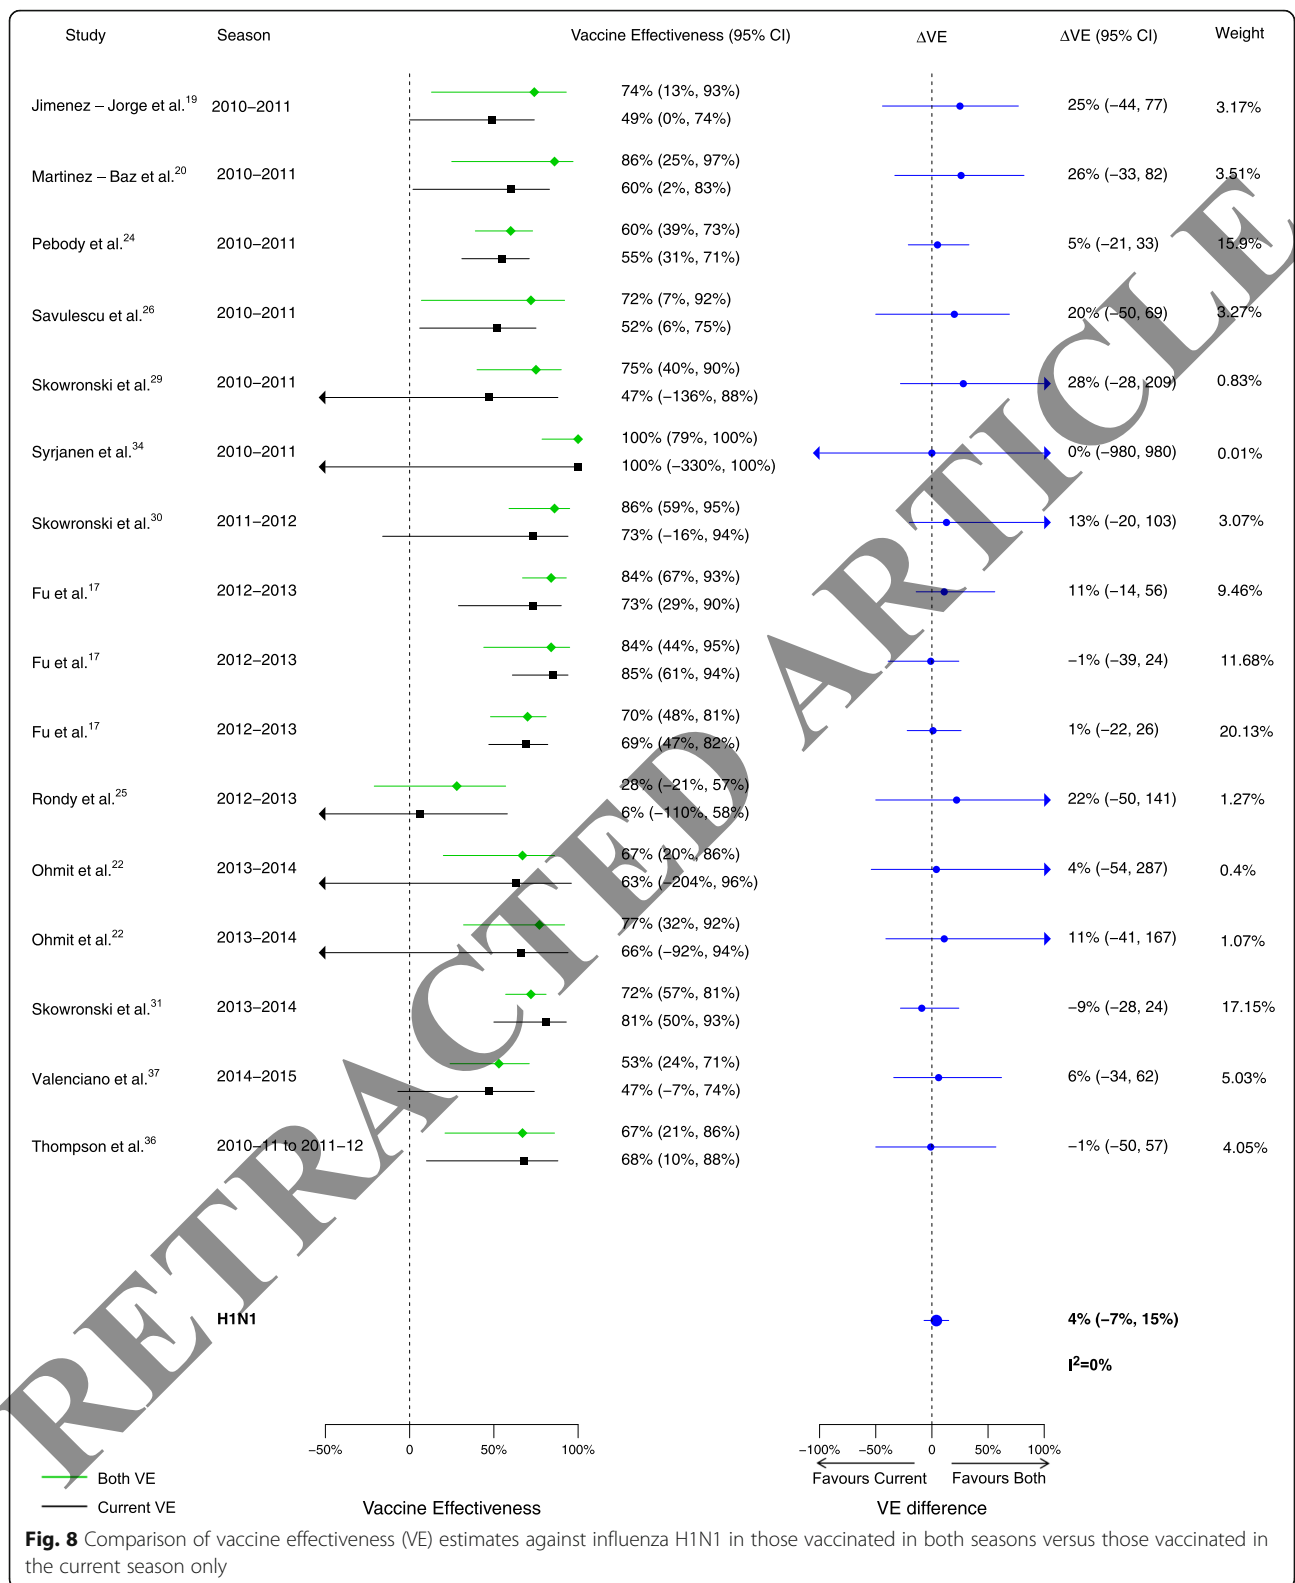 Study Season Vaccine Effectiveness (95% CI) ΔVE ΔVE (95% CI) Weight
74% (13%, 93%)
Jimenez – Jorge et al.19 2010–2011 25% (−44, 77) 3.17%
49% (0%, 74%)
86% (25%, 97%)
Martinez – Baz et al.20 2010–2011 26% (−33, 82) 3.51%
60% (2%, 83%)
60% (39%, 73%)
Pebody et al.24 2010–2011 5% (−21, 33) 15.9%
55% (31%, 71%)
72% (7%, 92%)
Savulescu et al.26 2010–2011 20% (−50, 69) 3.27%
52% (6%, 75%)
75% (40%, 90%)
Skowronski et al.29 2010–2011 28% (−28, 209) 0.83%
47% (−136%, 88%)
100% (79%, 100%)
Syrjanen et al.34 2010–2011 0% (−980, 980) 0.01%
100% (−330%, 100%)
86% (59%, 95%)
Skowronski et al.30 2011–2012 13% (−20, 103) 3.07%
73% (−16%, 94%)
84% (67%, 93%)
Fu et al.17 2012–2013 11% (−14, 56) 9.46%
73% (29%, 90%)
84% (44%, 95%)
Fu et al.17 2012–2013 −1% (−39, 24) 11.68%
85% (61%, 94%)
70% (48%, 81%)
Fu et al.17 2012–2013 1% (−22, 26) 20.13%
69% (47%, 82%)
28% (−21%, 57%)
Rondy et al.25 2012–2013 22% (−50, 141) 1.27%
6% (−110%, 58%)
67% (20%, 86%)
Ohmit et al.22 2013–2014 4% (−54, 287) 0.4%
63% (−204%, 96%)
77% (32%, 92%)
Ohmit et al.22 2013–2014 11% (−41, 167) 1.07%
66% (−92%, 94%)
72% (57%, 81%)
Skowronski et al.31 2013–2014 −9% (−28, 24) 17.15%
81% (50%, 93%)
53% (24%, 71%)
Valenciano et al.37 2014–2015 6% (−34, 62) 5.03%
47% (−7%, 74%)
67% (21%, 86%)
Thompson et al.36 2010–11 to 2011–12 −1% (−50, 57) 4.05%
68% (10%, 88%)
H1N1 4% (−7%, 15%)
I2=0%
−50% 0 50% 100% −100% −50% 0 50% 100%
Both VE Favours Current Favours Both
Current VE Vaccine Effectiveness VE difference
Fig. 8 Comparison of vaccine effectiveness (VE) estimates against influenza H1N1 in those vaccinated in both seasons versus those vaccinated in
the current season only
RETRACTED ARTICLE